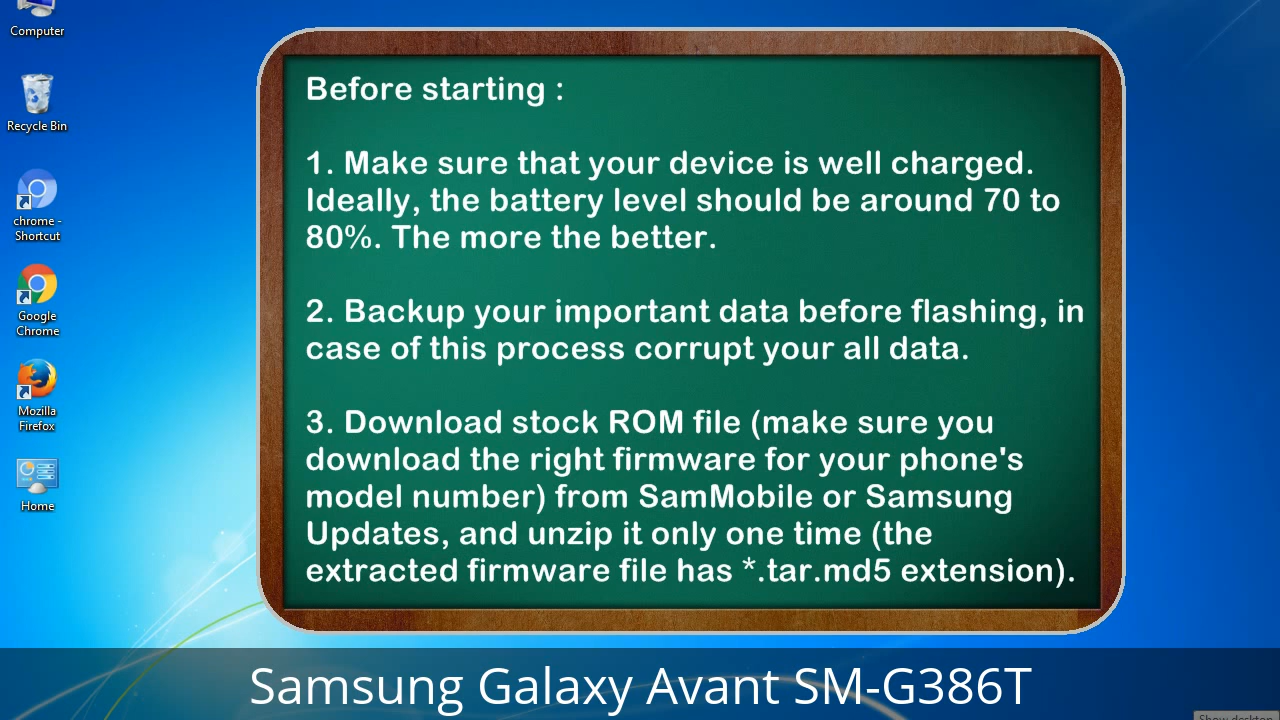 Computer
Recycle Bin
chrome -
Shortcut
Google
Chrome
Mozilla
Firefox
Home
Before starting :
1. Make sure that your device is well charged.
Ideally, the battery level should be around 70 to
80%. The more the better.
2. Backup your important data before flashing, in
case of this process corrupt your all data.
3. Download stock ROM file (make sure you
download the right firmware for your phone's
model number) from SamMobile or Samsung
Updates, and unzip it only one time (the
extracted firmware file has *.tar.md5 extension).
Samsung Galaxy Avant SM-G386T
Show desktop